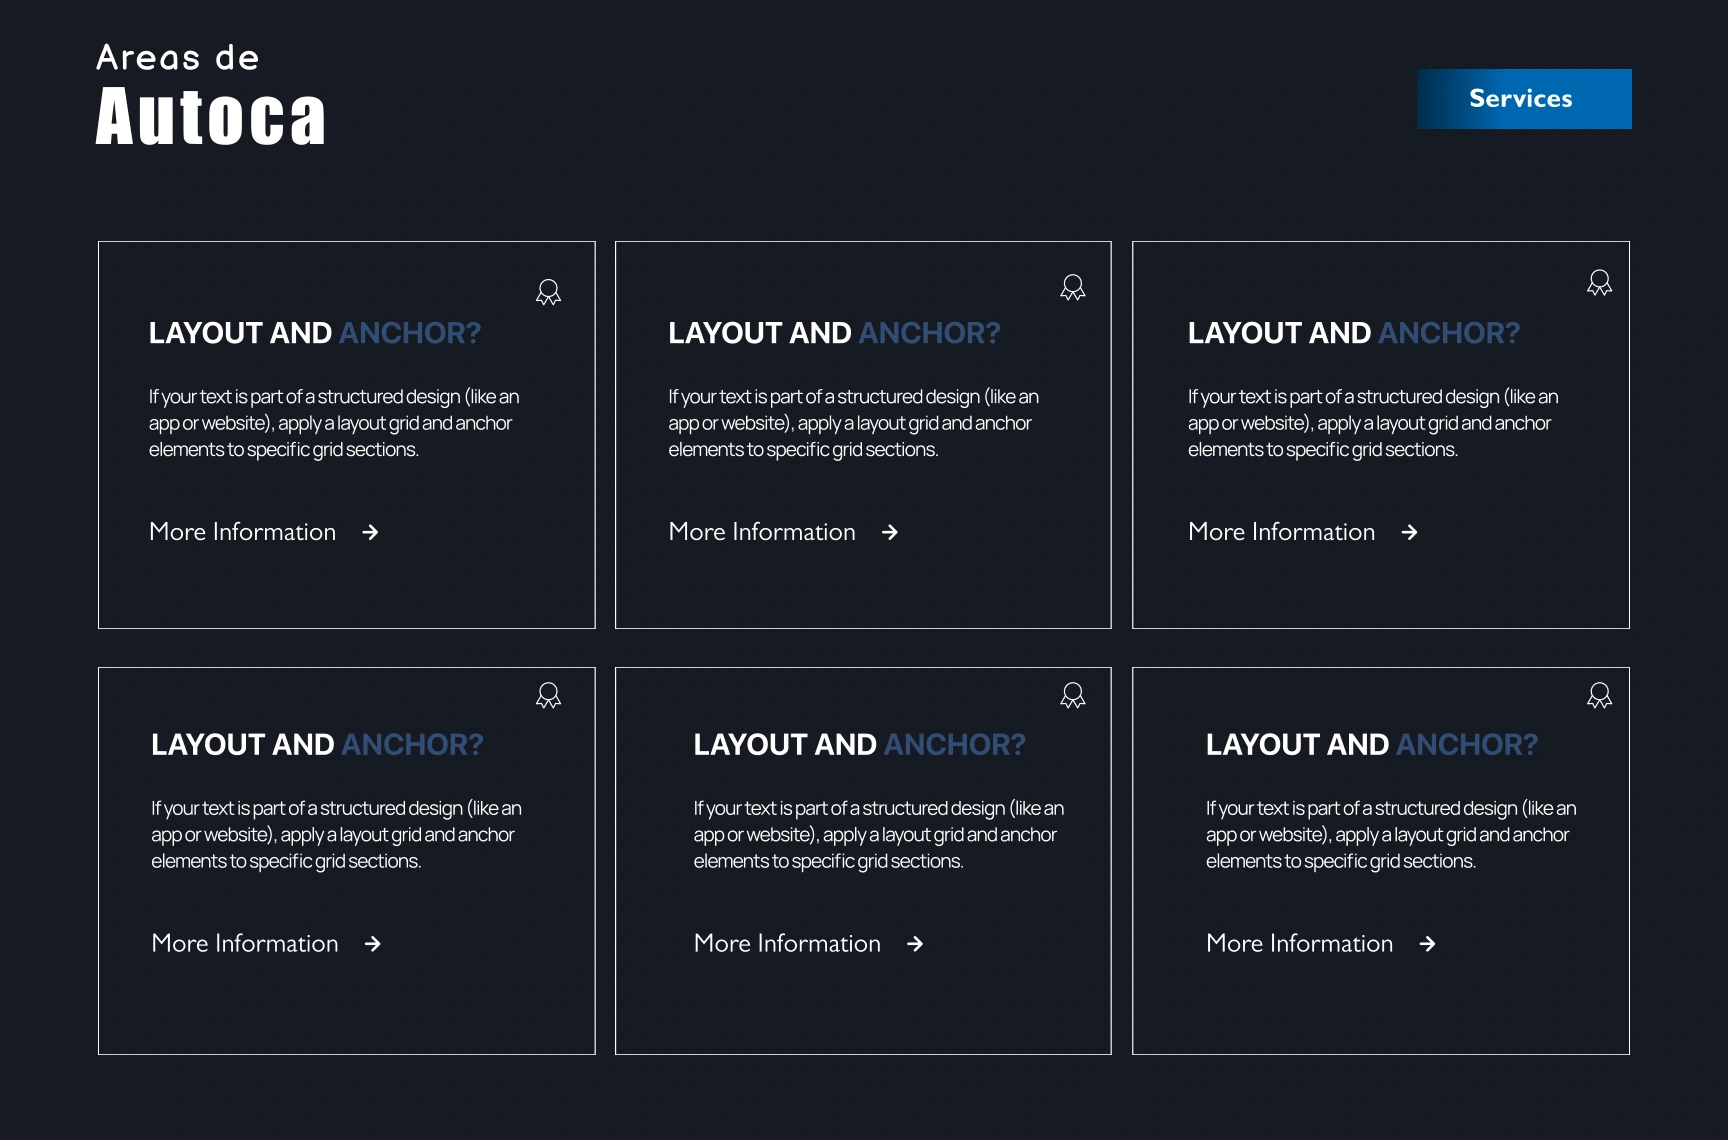 Areas de
Autoca
Services
LAYOUT AND ANCHOR?
If your text is part of a structured design (like an
app or website), apply a layout grid and anchor
elements to specific grid sections.
More Information
LAYOUT AND ANCHOR?
If your text is part of a structured design (like an
app or website), apply a layout grid and anchor
elements to specific grid sections.
More Information
LAYOUT AND ANCHOR?
If your text is part of a structured design (like an
app or website), apply a layout grid and anchor
elements to specific grid sections.
More Information
LAYOUT AND ANCHOR?
If your text is part of a structured design (like an
app or website), apply a layout grid and anchor
elements to specific grid sections.
More Information
LAYOUT AND ANCHOR?
If your text is part of a structured design (like an
app or website), apply a layout grid and anchor
elements to specific grid sections.
More Information
LAYOUT AND ANCHOR?
If your text is part of a structured design (like an
app or website), apply a layout grid and anchor
elements to specific grid sections.
More Information